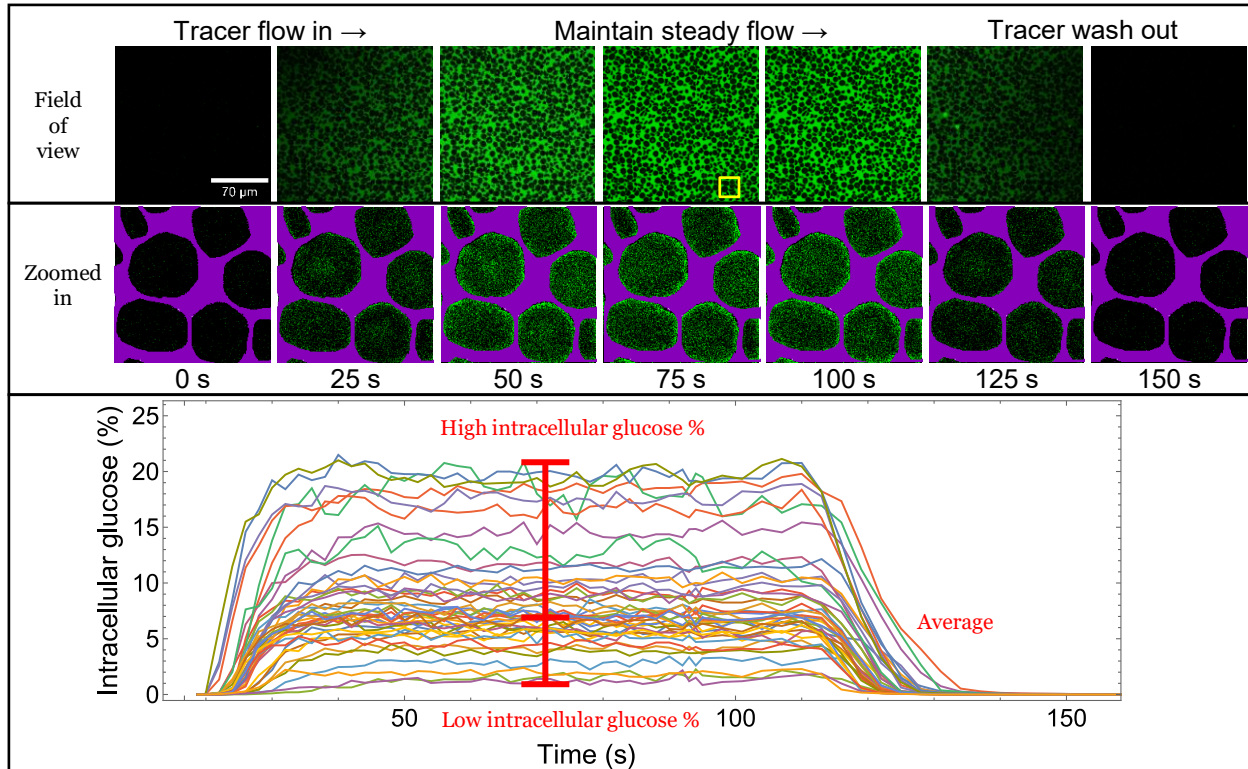 Tracer flow in →
Maintain steady flow →
Tracer wash out
Field
of
view
70 µm
Zoomed
in
0 s
25 s
50 s
75 s
100 s
125 s
150 s
Intracellular glucose (%)
25
20
15
10
5
0
High intracellular glucose %
Average
Low intracellular glucose %
50
100
150
Time (s)